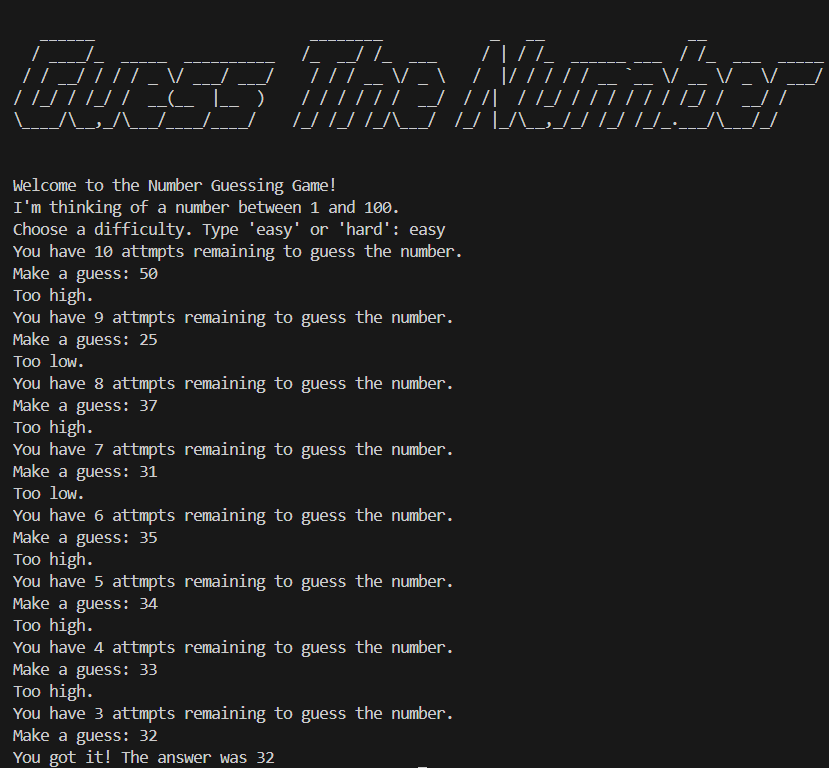 Guess The Number
Welcome to the Number Guessing Game!
I'm thinking of a number between 1 and 100.
Choose a difficulty. Type 'easy' or 'hard': easy
You have 10 attmpts remaining to guess the number.
Make a guess: 50
Too high.
You have 9 attmpts remaining to guess the number.
Make a guess: 25
Too low.
You have 8 attmpts remaining to guess the number.
Make a guess: 37
Too high.
You have 7 attmpts remaining to guess the number.
Make a guess: 31
Too low.
You have 6 attmpts remaining to guess the number.
Make a guess: 35
Too high.
You have 5 attmpts remaining to guess the number.
Make a guess: 34
Too high.
You have 4 attmpts remaining to guess the number.
Make a guess: 33
Too high.
You have 3 attmpts remaining to guess the number.
Make a guess: 32
You got it! The answer was 32